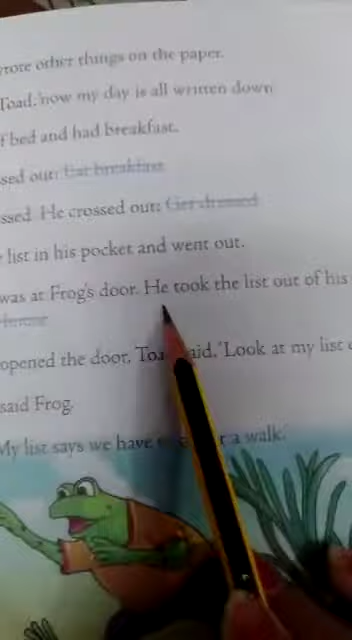 wrote other things on the paper.
Toad, 'now my day is all written down
f bed and had breakfast.
sed out: Eat breakfast
ssed. He crossed out: Get dressed
list in his pocket and went out.
was at Frog's door. He took the list out of his
opened the door, Toa aid. 'Look at my list
said Frog.
My list says we have a walk'.